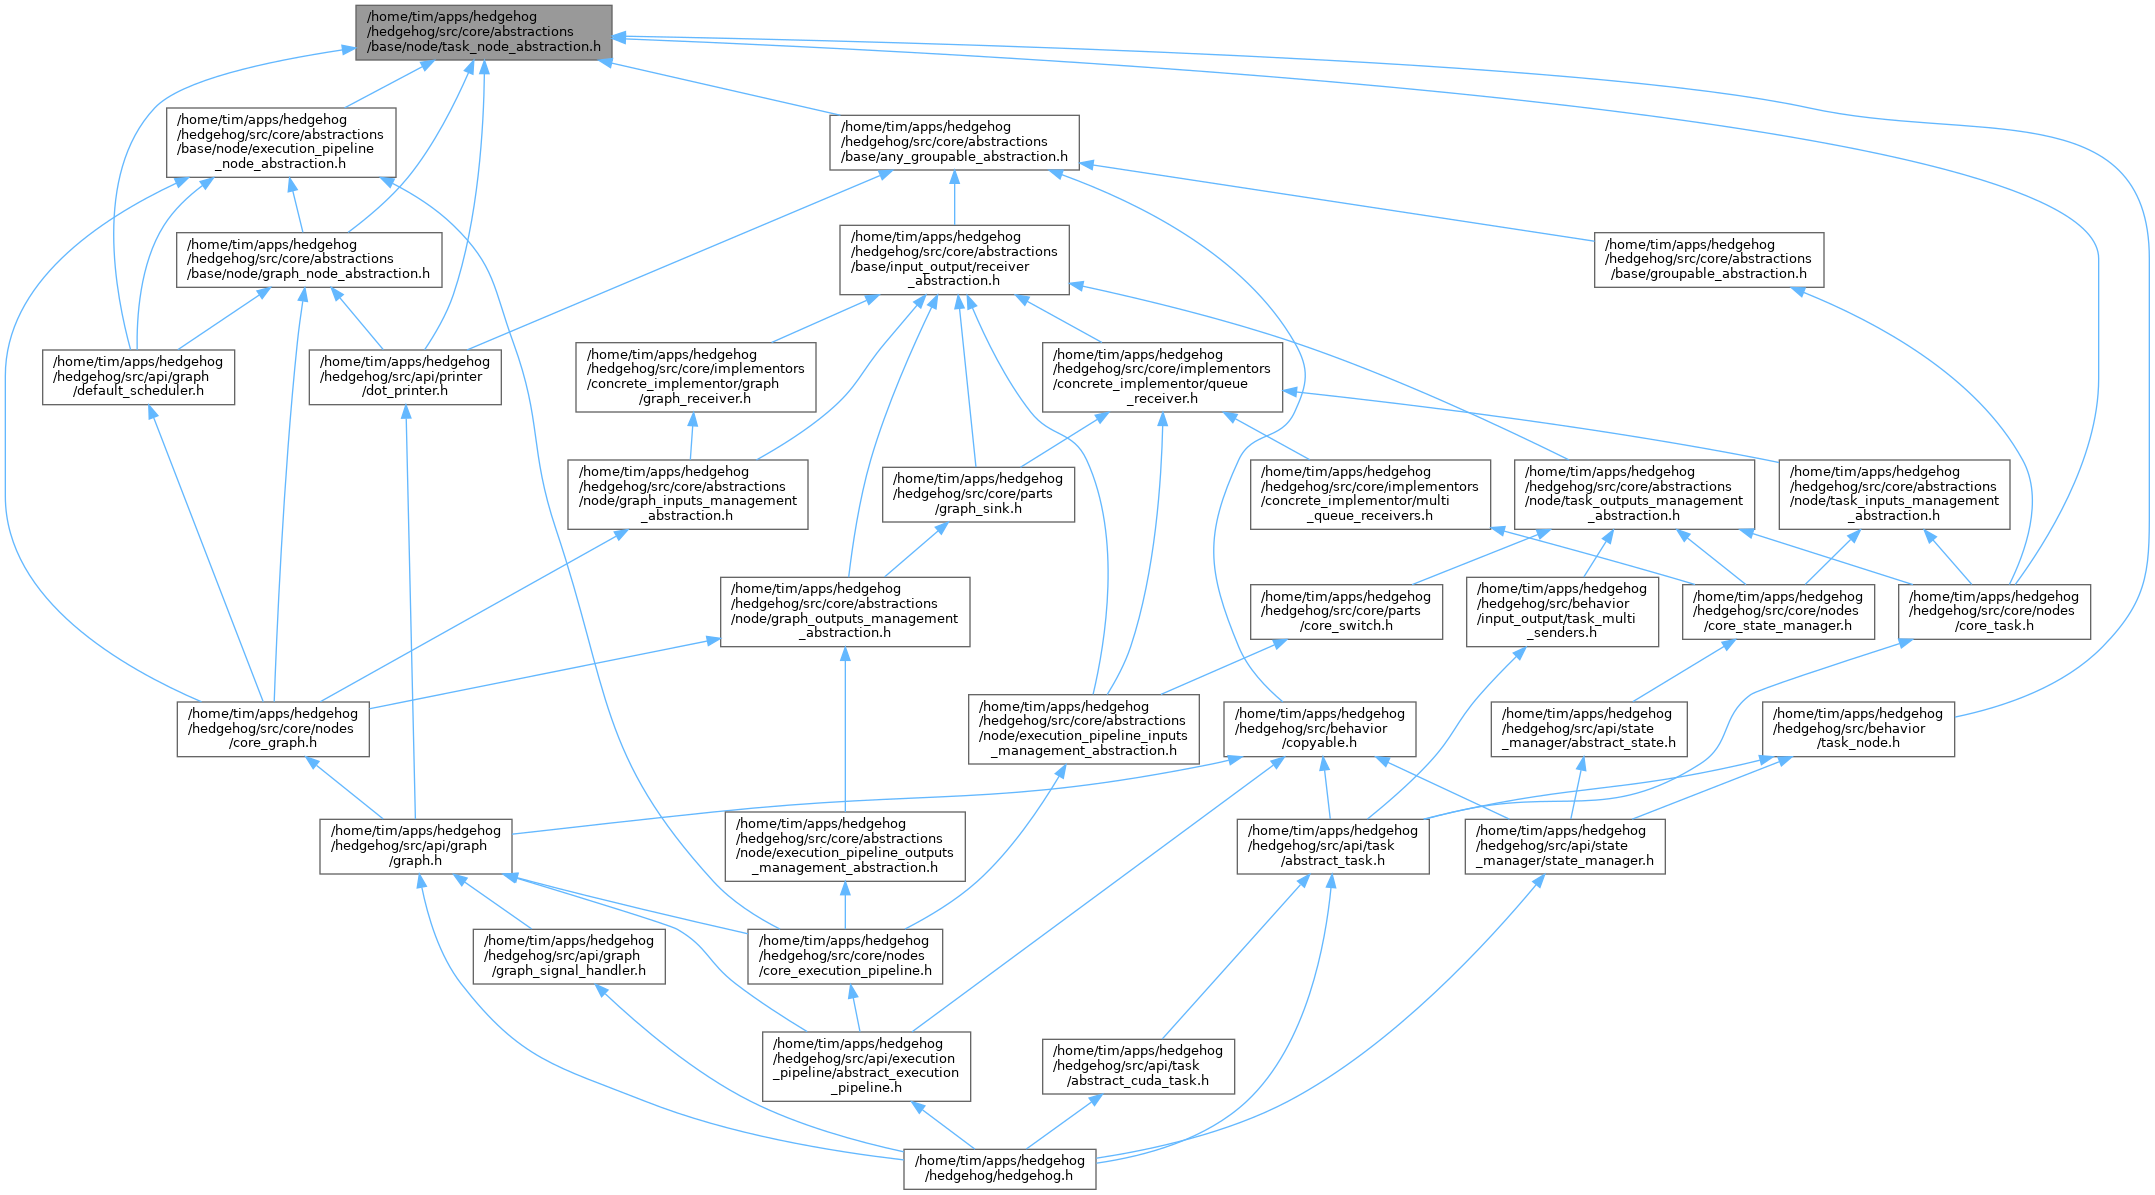 /home/tim/apps/hedgehog
/hedgehog/src/core/abstractions
/base/node/task_node_abstraction.h
/home/tim/apps/hedgehog
/hedgehog/src/core/abstractions
/base/node/execution_pipeline
_node_abstraction.h
/home/tim/apps/hedgehog
/hedgehog/src/core/abstractions
/base/any_groupable_abstraction.h
/home/tim/apps/hedgehog
/hedgehog/src/core/abstractions
/base/node/graph_node_abstraction.h
/home/tim/apps/hedgehog
/hedgehog/src/core/abstractions
/base/input_output/receiver
_abstraction.h
/home/tim/apps/hedgehog
/hedgehog/src/core/abstractions
/base/groupable_abstraction.h
/home/tim/apps/hedgehog
/hedgehog/src/api/graph
/default_scheduler.h
/home/tim/apps/hedgehog
/hedgehog/src/api/printer
/dot_printer.h
/home/tim/apps/hedgehog
/hedgehog/src/core/implementors
/concrete_implementor/graph
/graph_receiver.h
/home/tim/apps/hedgehog
/hedgehog/src/core/implementors
/concrete_implementor/queue
_receiver.h
/home/tim/apps/hedgehog
/hedgehog/src/core/abstractions
/node/graph_inputs_management
_abstraction.h
/home/tim/apps/hedgehog
/hedgehog/src/core/parts
/graph_sink.h
/home/tim/apps/hedgehog
/hedgehog/src/core/implementors
/concrete_implementor/multi
_queue_receivers.h
/home/tim/apps/hedgehog
/hedgehog/src/core/abstractions
/node/task_outputs_management
_abstraction.h
/home/tim/apps/hedgehog
/hedgehog/src/core/abstractions
/node/task_inputs_management
_abstraction.h
/home/tim/apps/hedgehog
/hedgehog/src/core/abstractions
/node/graph_outputs_management
_abstraction.h
/home/tim/apps/hedgehog
/hedgehog/src/core/parts
/core_switch.h
/home/tim/apps/hedgehog
/hedgehog/src/behavior
/input_output/task_multi
_senders.h
/home/tim/apps/hedgehog
/hedgehog/src/core/nodes
/core_state_manager.h
/home/tim/apps/hedgehog
/hedgehog/src/core/nodes
/core_task.h
/home/tim/apps/hedgehog
/hedgehog/src/core/nodes
/core_graph.h
/home/tim/apps/hedgehog
/hedgehog/src/core/abstractions
/node/execution_pipeline_inputs
_management_abstraction.h
/home/tim/apps/hedgehog
/hedgehog/src/behavior
/copyable.h
/home/tim/apps/hedgehog
/hedgehog/src/api/state
_manager/abstract_state.h
/home/tim/apps/hedgehog
/hedgehog/src/behavior
/task_node.h
/home/tim/apps/hedgehog
/hedgehog/src/api/graph
/graph.h
/home/tim/apps/hedgehog
/hedgehog/src/core/abstractions
/node/execution_pipeline_outputs
_management_abstraction.h
/home/tim/apps/hedgehog
/hedgehog/src/api/task
/abstract_task.h
/home/tim/apps/hedgehog
/hedgehog/src/api/state
_manager/state_manager.h
/home/tim/apps/hedgehog
/hedgehog/src/api/graph
/graph_signal_handler.h
/home/tim/apps/hedgehog
/hedgehog/src/core/nodes
/core_execution_pipeline.h
/home/tim/apps/hedgehog
/hedgehog/src/api/execution
_pipeline/abstract_execution
_pipeline.h
/home/tim/apps/hedgehog
/hedgehog/src/api/task
/abstract_cuda_task.h
/home/tim/apps/hedgehog
/hedgehog/hedgehog.h